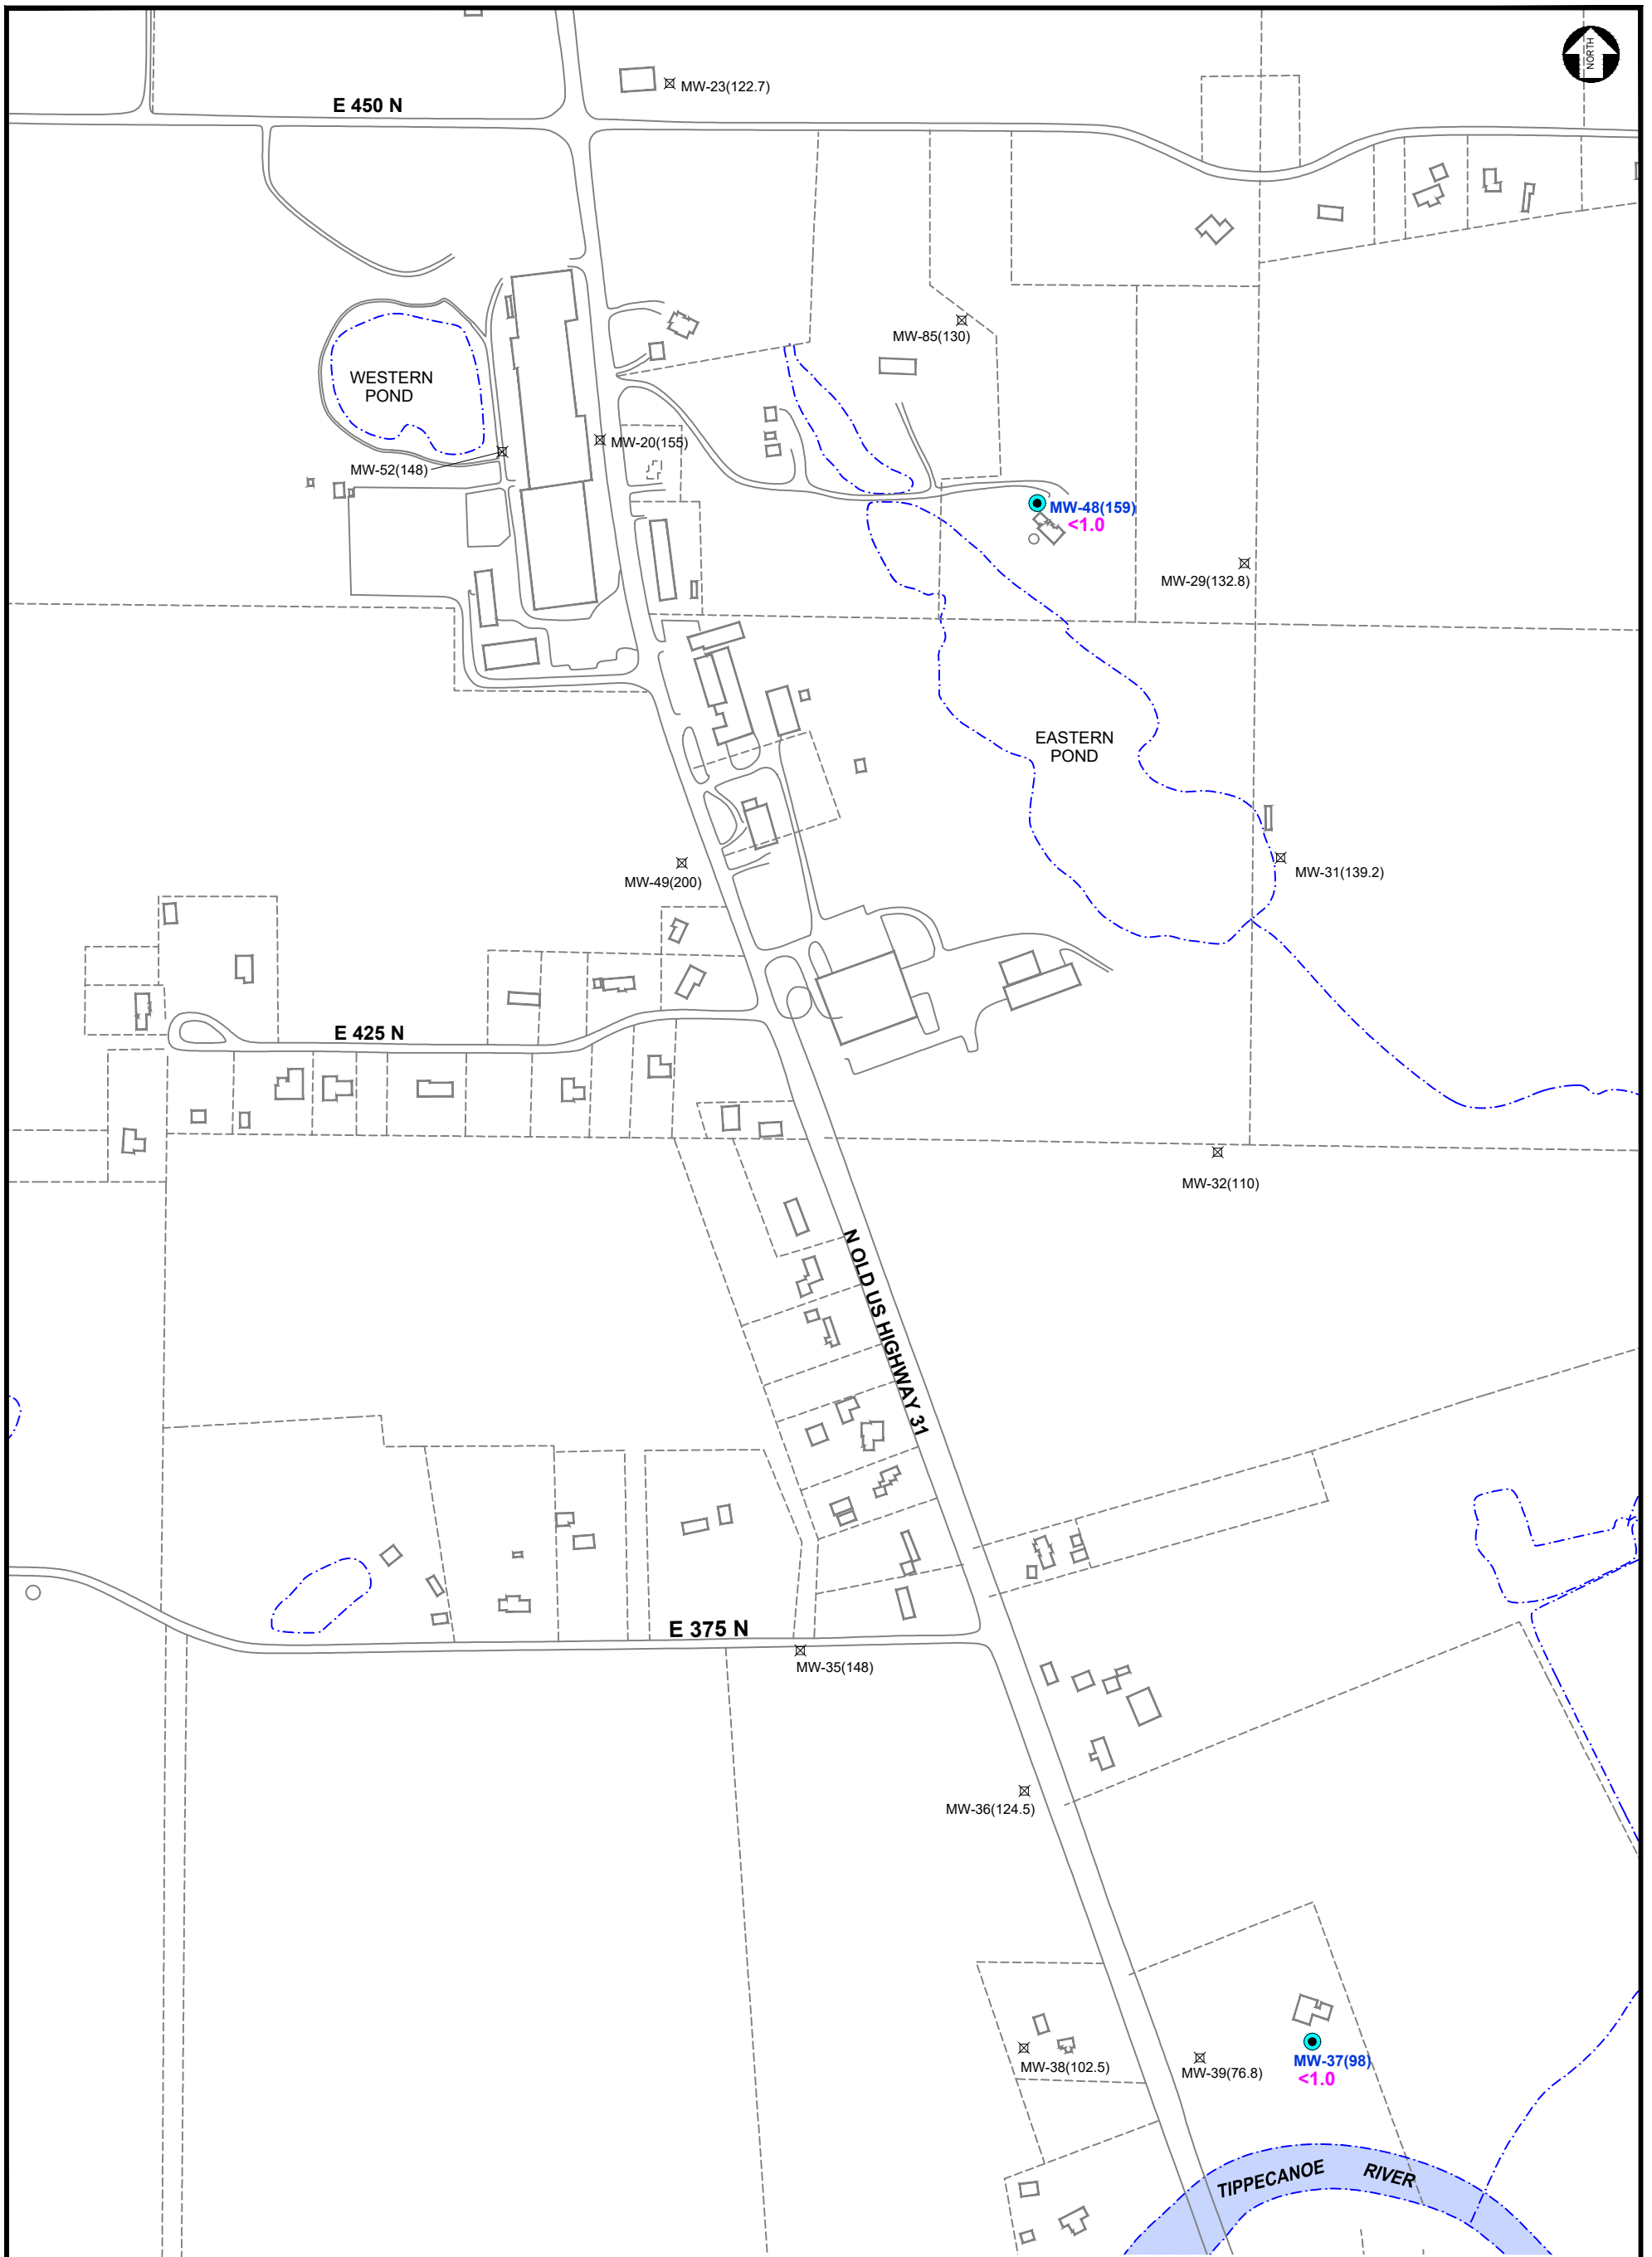 NORTH
MW-23(122.7)
E 450 N
MW-85(130)
WESTERN
POND
MW-20(155)
MW-52(148)
MW-48(159)
<1.0
MW-29(132.8)
EASTERN
POND
MW-31(139.2)
MW-49(200)
E 425 N
MW-32(110)
N OLD US HIGHWAY 31
E 375 N
MW-35(148)
MW-36(124.5)
MW-38(102.5)
MW-39(76.8)
MW-37(98)
<1.0
TIPPECANOE RIVER